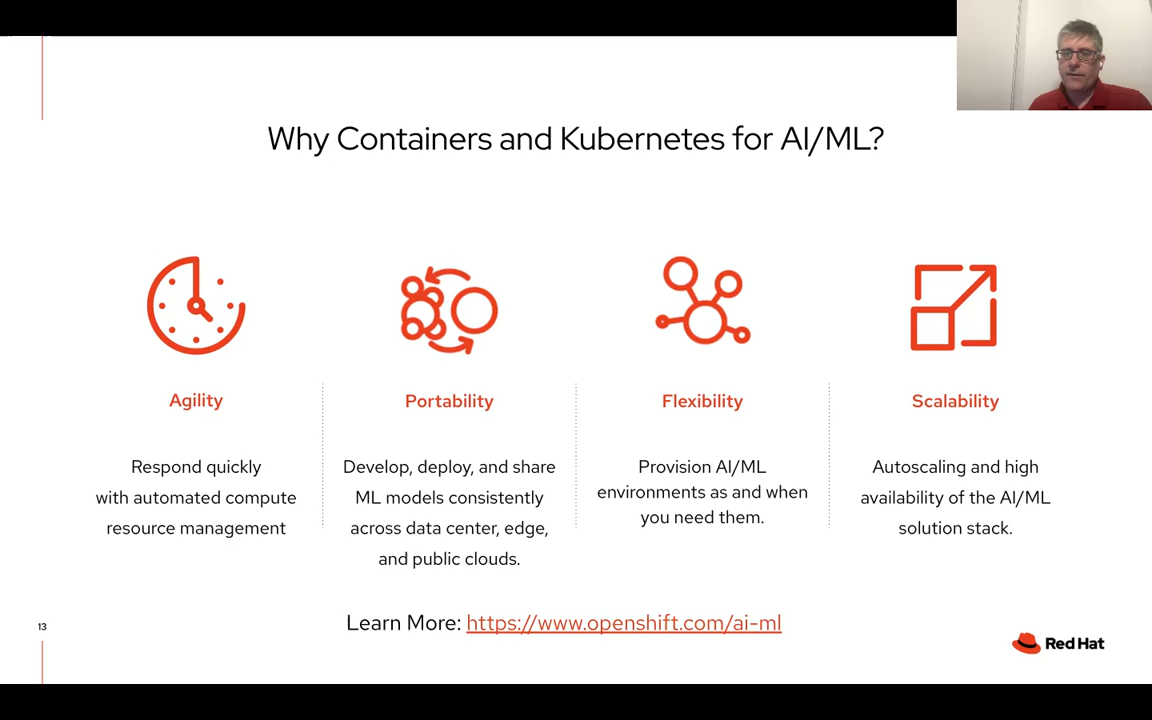 Why Containers and Kubernetes for AI/ML?
Agility
Respond quickly
with automated compute
resource management
Portability
Develop, deploy, and share
ML models consistently
across data center, edge,
and public clouds.
Flexibility
Provision AI/ML
environments as and when
you need them.
Scalability
Autoscaling and high
availability of the AI/ML
solution stack.
Learn More: https://www.openshift.com/ai-ml
13
Red Hat